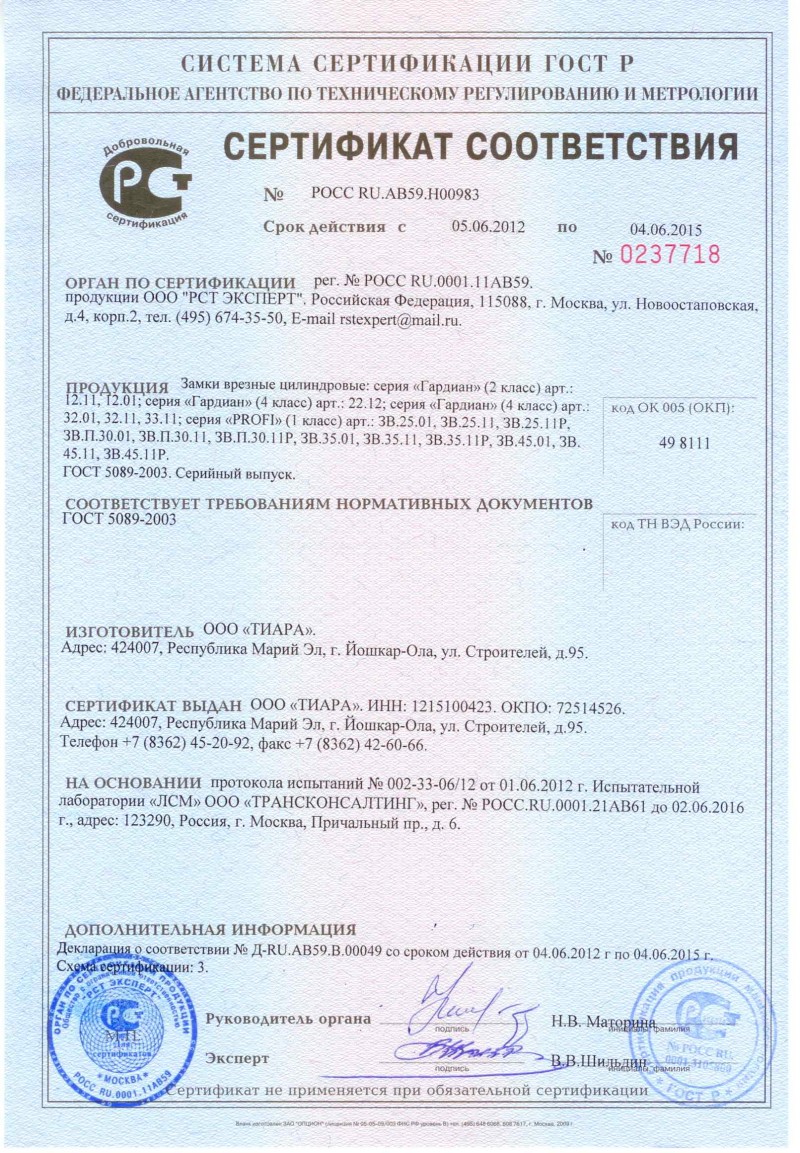 СИСТЕМА СЕРТИФИКАЦИИ ГОСТ Р
ФЕДЕРАЛЬНОЕ АГЕНТСТВО ПО ТЕХНИЧЕСКОМУ РЕГУЛИРОВАНИЮ И МЕТРОЛОГИИ
Добровольная
сертификация
СЕРТИФИКАТ СООТВЕТСТВИЯ
№ РОСС RU.АВ59.Н00983
Срок действия с 05.06.2012 по 04.06.2015
№ 0237718
ОРГАН ПО СЕРТИФИКАЦИИ рег. № РОСС RU.0001.11АВ59.
продукции ООО "РСТ ЭКСПЕРТ". Российская Федерация, 115088, г. Москва, ул. Новоостаповская,
д.4, корп.2, тел. (495) 674-35-50, E-mail rstexpert@mail.ru.
ПРОДУКЦИЯ Замки врезные цилиндровые: серия «Гардиан» (2 класс) арт.:
12.11, 12.01; серия «Гардиан» (4 класс) арт.: 22.12; серия «Гардиан» (4 класс) арт.:
32.01, 32.11, 33.11; серия «PROFI» (1 класс) арт.: ЗВ.25.01, ЗВ.25.11, ЗВ.25.11Р,
ЗВ.П.30.01, ЗВ.П.30.11, ЗВ.П.30.11Р, ЗВ.35.01, ЗВ.35.11, ЗВ.35.11Р, ЗВ.45.01, ЗВ.
45.11, ЗВ.45.11Р.
ГОСТ 5089-2003. Серийный выпуск.
код ОК 005 (ОКП):
49 8111
СООТВЕТСТВУЕТ ТРЕБОВАНИЯМ НОРМАТИВНЫХ ДОКУМЕНТОВ
ГОСТ 5089-2003
код ТН ВЭД России:
ИЗГОТОВИТЕЛЬ ООО «ТИАРА».
Адрес: 424007, Республика Марий Эл, г. Йошкар-Ола, ул. Строителей, д.95.
СЕРТИФИКАТ ВЫДАН ООО «ТИАРА». ИНН: 1215100423. ОКПО: 72514526.
Адрес: 424007, Республика Марий Эл, г. Йошкар-Ола, ул. Строителей, д.95.
Телефон +7 (8362) 45-20-92, факс +7 (8362) 42-60-66.
НА ОСНОВАНИИ протокола испытаний № 002-33-06/12 от 01.06.2012 г. Испытательной
лаборатории «ЛСМ» ООО «ТРАНСКОНСАЛТИНГ», рег. № РОСС.RU.0001.21АВ61 до 02.06.2016
г., адрес: 123290, Россия, г. Москва, Причальный пр., д. 6.
ДОПОЛНИТЕЛЬНАЯ ИНФОРМАЦИЯ
Декларация о соответствии № Д-RU.АВ59.В.00049 со сроком действия от 04.06.2012 г по 04.06.2015 г.
Схема сертификации: 3.
Руководитель органа
подпись
Н.В. Маторина
инициалы, фамилия
Эксперт
подпись
В.В.Шильдин
инициалы, фамилия
М.П.
"РСТ ЭКСПЕРТ"
сертификатов
* МОСКВА *
РОСС RU.0001.11АВ59
продукции
№ РОСС RU.
ГОСТ Р
Сертификат не применяется при обязательной сертификации